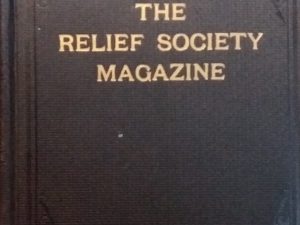 THE
RELIEF SOCIETY
MAGAZINE